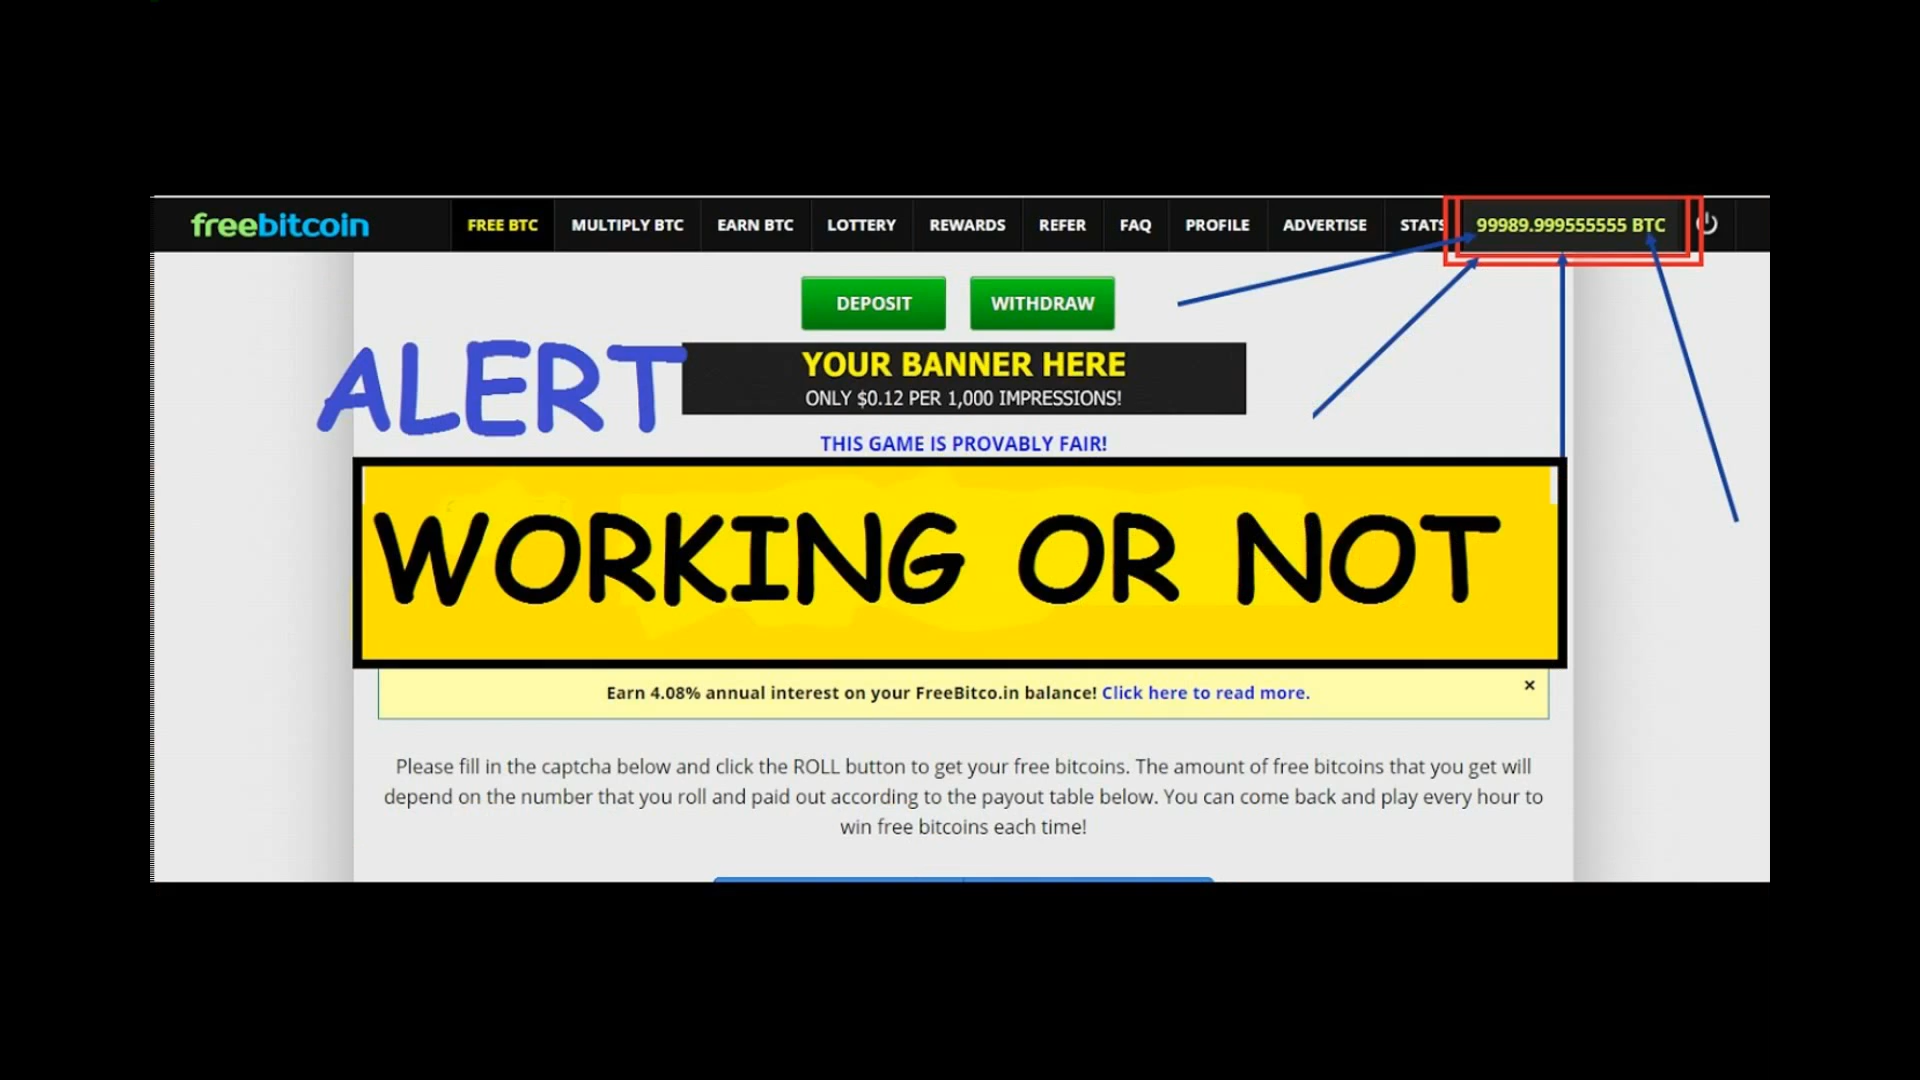 freebitcoin FREE BTC MULTIPLY BTC EARN BTC LOTTERY REWARDS REFER FAQ PROFILE ADVERTISE STATS 99989.999555555 BTC
DEPOSIT WITHDRAW
ALERT
YOUR BANNER HERE
ONLY $0.12 PER 1,000 IMPRESSIONS!
THIS GAME IS PROVABLY FAIR!
WORKING OR NOT
Earn 4.08% annual interest on your FreeBitco.in balance! Click here to read more. ×
Please fill in the captcha below and click the ROLL button to get your free bitcoins. The amount of free bitcoins that you get will
depend on the number that you roll and paid out according to the payout table below. You can come back and play every hour to
win free bitcoins each time!